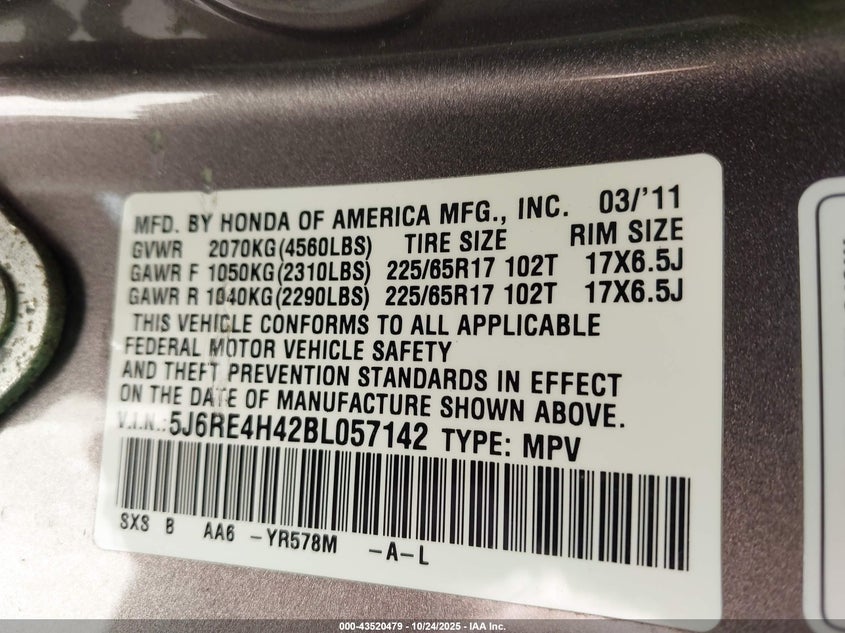 MFD. BY HONDA OF AMERICA MFG., INC. 03/'11
GVWR 2070KG(4560LBS) TIRE SIZE RIM SIZE
GAWR F 1050KG(2310LBS) 225/65R17 102T 17X6.5J
GAWR R 1040KG(2290LBS) 225/65R17 102T 17X6.5J
THIS VEHICLE CONFORMS TO ALL APPLICABLE
FEDERAL MOTOR VEHICLE SAFETY
AND THEFT PREVENTION STANDARDS IN EFFECT
ON THE DATE OF MANUFACTURE SHOWN ABOVE.
V.I.N.:5J6RE4H42BL057142 TYPE: MPV
SXS B AA6 -YR578M -A-L
000-43520479 - 10/24/2025 - IAA Inc.